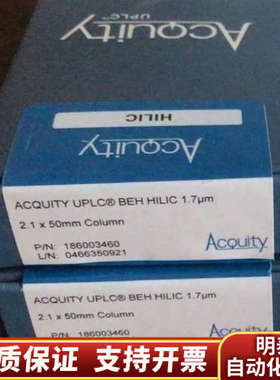 Acquity
UPLC™
HILIC
Acquity
ACQUITY UPLC® BEH HILIC 1.7µm
2.1 x 50mm Column
P/N: 186003460
L/N: 0466350921
Acquity
ACQUITY UPLC® BEH HILIC 1.7µm
2.1 x 50mm Column
P/N: 186003460
Acquity
质保证 支持开票
明
自动化